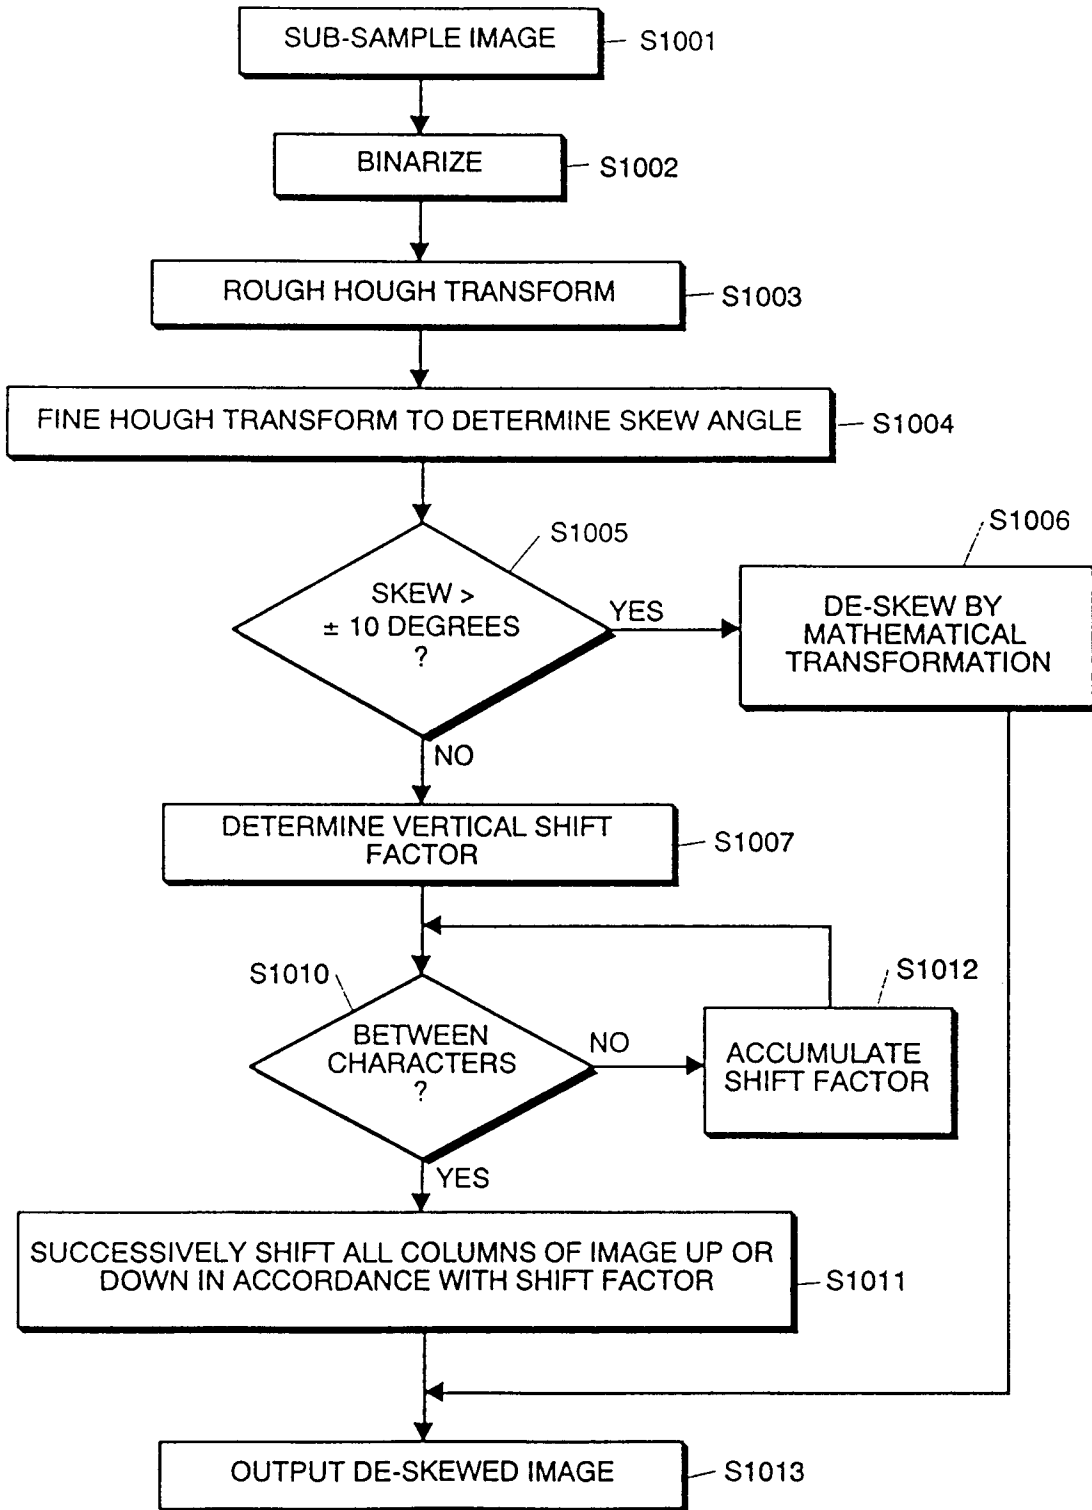 SUB-SAMPLE IMAGE
S1001
BINARIZE
S1002
ROUGH HOUGH TRANSFORM
S1003
FINE HOUGH TRANSFORM TO DETERMINE SKEW ANGLE
S1004
S1005
SKEW >
± 10 DEGREES
?
YES
S1006
DE-SKEW BY
MATHEMATICAL
TRANSFORMATION
NO
DETERMINE VERTICAL SHIFT
FACTOR
S1007
S1010
BETWEEN
CHARACTERS
?
NO
S1012
ACCUMULATE
SHIFT FACTOR
YES
SUCCESSIVELY SHIFT ALL COLUMNS OF IMAGE UP OR
DOWN IN ACCORDANCE WITH SHIFT FACTOR
S1011
OUTPUT DE-SKEWED IMAGE
S1013